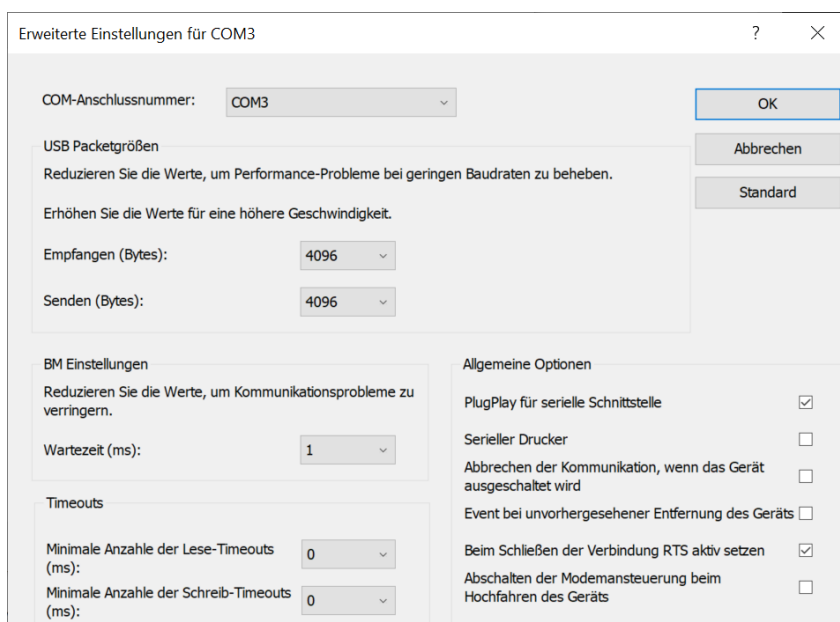 Erweiterte Einstellungen für COM3
?
COM-Anschlussnummer:
COM3
OK
Abbrechen
Standard
USB Packetgrößen
Reduzieren Sie die Werte, um Performance-Probleme bei geringen Baudraten zu beheben.
Erhöhen Sie die Werte für eine höhere Geschwindigkeit.
Empfangen (Bytes):
4096
Senden (Bytes):
4096
BM Einstellungen
Reduzieren Sie die Werte, um Kommunikationsprobleme zu
verringern.
Wartezeit (ms):
1
Timeouts
Minimale Anzahle der Lese-Timeouts
(ms):
0
Minimale Anzahle der Schreib-Timeouts
(ms):
0
Allgemeine Optionen
PlugPlay für serielle Schnittstelle
Serieller Drucker
Abbrechen der Kommunikation, wenn das Gerät
ausgeschaltet wird
Event bei unvorhergesehener Entfernung des Geräts
Beim Schließen der Verbindung RTS aktiv setzen
Abschalten der Modemansteuerung beim
Hochfahren des Geräts